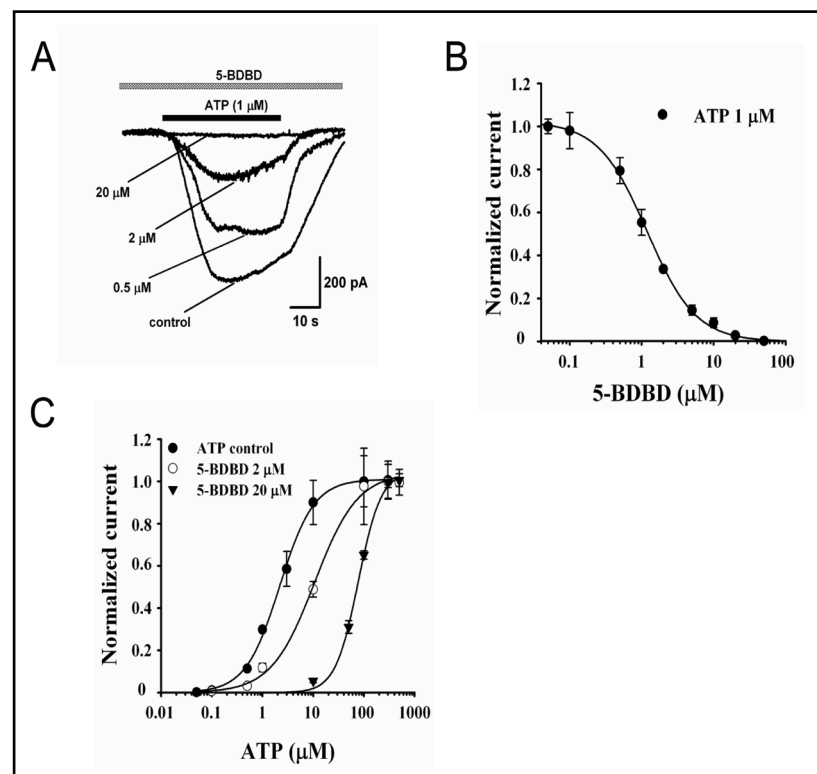 A
5-BDBD
ATP (1 μM)
20 μM
2 μM
0.5 μM
control
200 pA
10 s
B
Normalized current
1.2
1.0
0.8
0.6
0.4
0.2
0
ATP 1 μM
0.1 1 10 100
5-BDBD (μM)
C
Normalized current
1.2
1.0
0.8
0.6
0.4
0.2
0
ATP control
5-BDBD 2 μM
5-BDBD 20 μM
0.01 0.1 1 10 100 1000
ATP (μM)